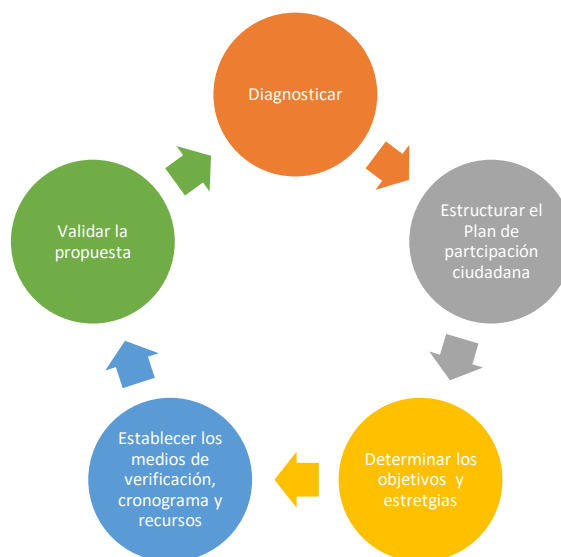 Diagnosticar
Estructurar el
Plan de
partcipación
ciudadana
Determinar los
objetivos y
estretgias
Establecer los
medios de
verificación,
cronograma y
recursos
Validar la
propuesta